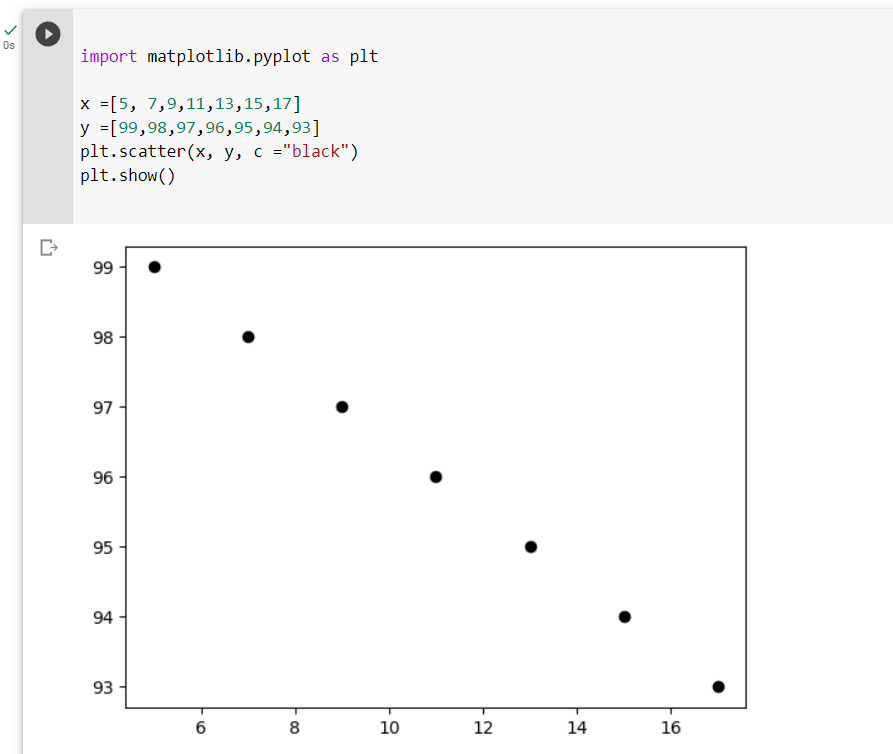 0s
import matplotlib.pyplot as plt
x =[5, 7,9,11,13,15,17]
y =[99,98,97,96,95,94,93]
plt.scatter(x, y, c ="black")
plt.show()
99
98
97
96
95
94
93
6 8 10 12 14 16